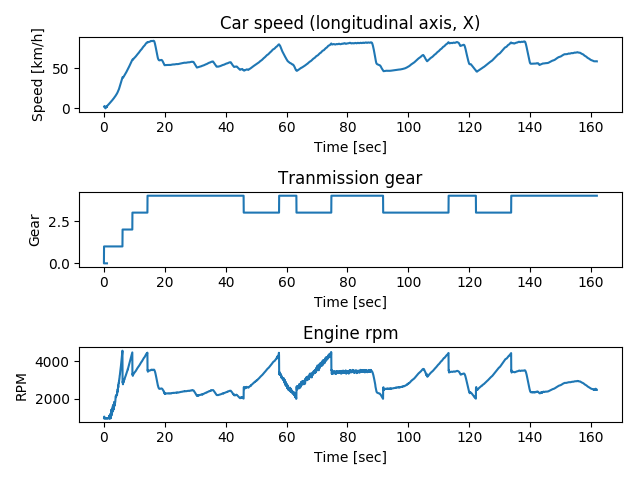 Car speed (longitudinal axis, X)
Speed [km/h]
50
0
0 20 40 60 80 100 120 140 160
Time [sec]
Tranmission gear
Gear
2.5
0.0
0 20 40 60 80 100 120 140 160
Time [sec]
Engine rpm
RPM
4000
2000
0 20 40 60 80 100 120 140 160
Time [sec]